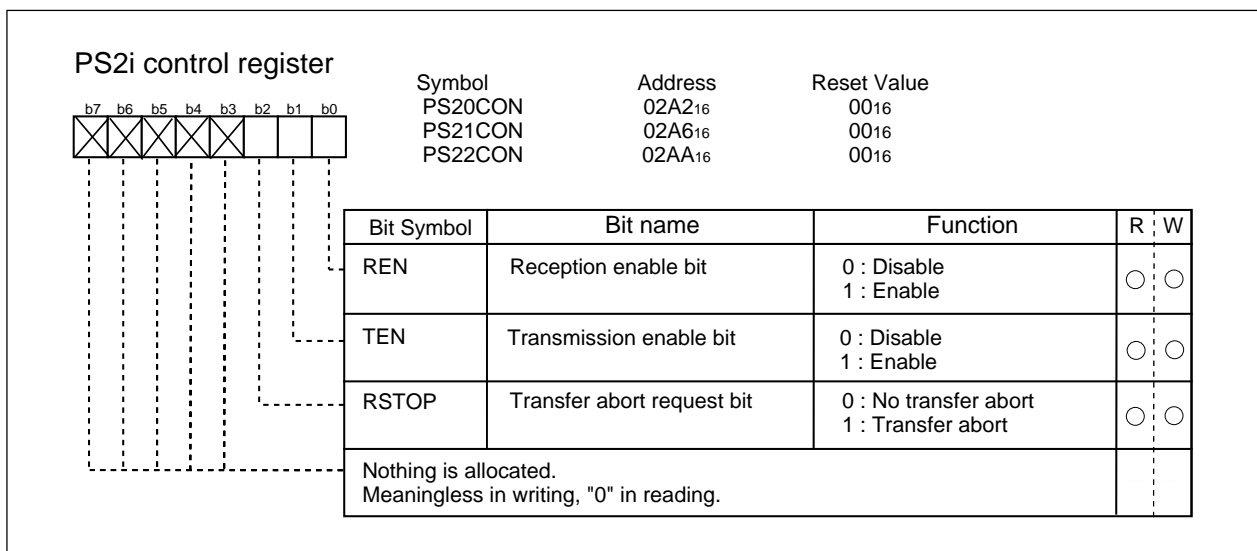 PS2i control register
Symbol Address Reset Value
PS20CON 02A216 0016
PS21CON 02A616 0016
PS22CON 02AA16 0016
b7 b6 b5 b4 b3 b2 b1 b0
Bit Symbol Bit name Function R W
REN Reception enable bit 0 : Disable
1 : Enable
TEN Transmission enable bit 0 : Disable
1 : Enable
RSTOP Transfer abort request bit 0 : No transfer abort
1 : Transfer abort
Nothing is allocated.
Meaningless in writing, "0" in reading.